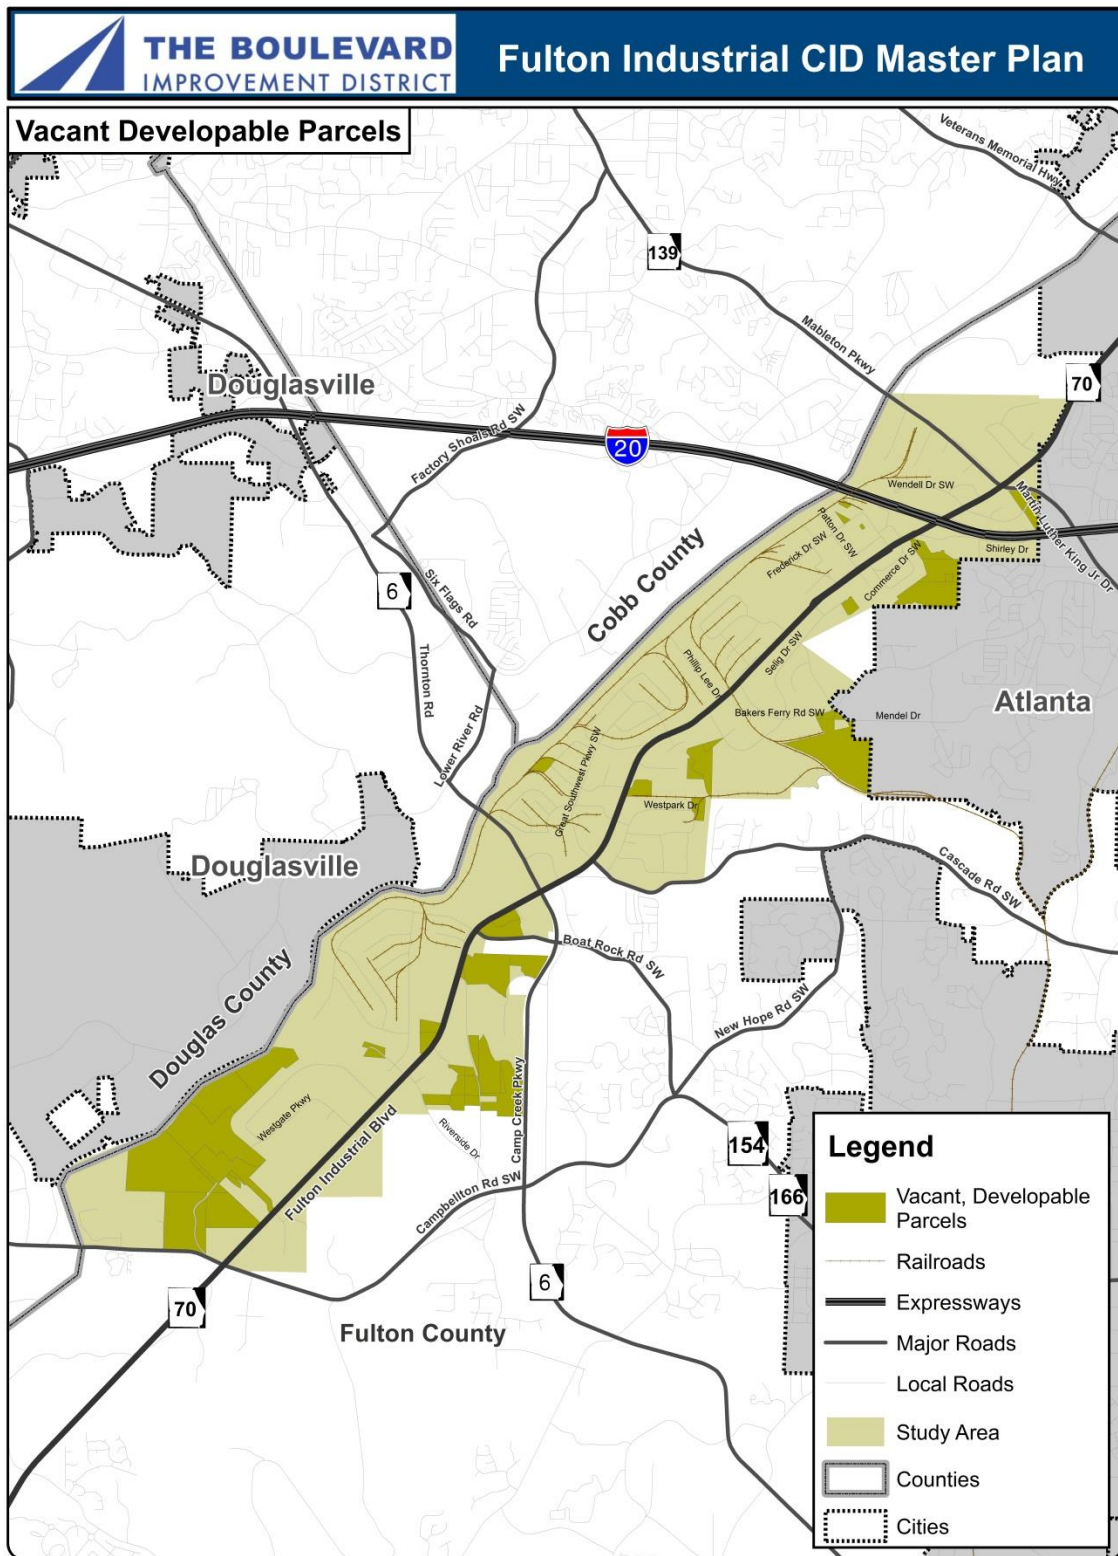 THE BOULEVARD
IMPROVEMENT DISTRICT
Fulton Industrial CID Master Plan
Vacant Developable Parcels
Veterans Memorial Hwy
139
Mableton Pkwy
70
Douglasville
Factory Shoals Rd SW
20
Wendell Dr SW
Martin Luther King Jr Dr
Patton Dr SW
Frederick Dr SW
Commerce Dr SW
Shirley Dr
Cobb County
6
Six Flags Rd
Thornton Rd
Lower River Rd
Phillip Lee Dr
Selig Dr SW
Bakers Ferry Rd SW
Mendel Dr
Atlanta
Great Southwest Pkwy SW
Westpark Dr
Douglasville
Cascade Rd SW
Boat Rock Rd SW
New Hope Rd SW
Douglas County
Westgate Pkwy
Fulton Industrial Blvd
Riverside Dr
Camp Creek Pkwy
Campbellton Rd SW
154
166
6
70
Fulton County
Legend
Vacant, Developable
Parcels
Railroads
Expressways
Major Roads
Local Roads
Study Area
Counties
Cities